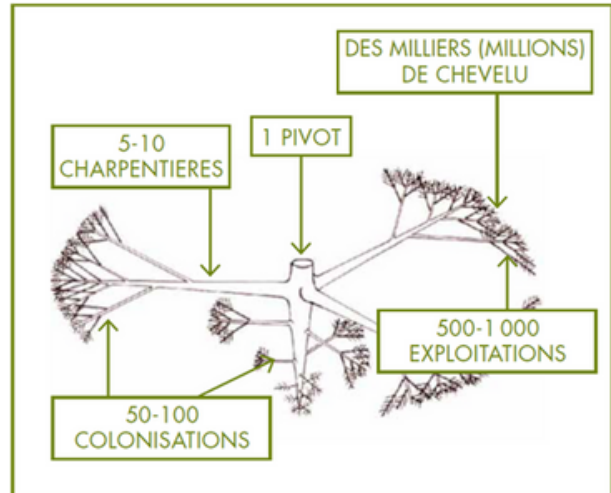 DES MILLIERS (MILLIONS)
DE CHEVELU
5-10
CHARPENTIERES
1 PIVOT
500-1 000
EXPLOITATIONS
50-100
COLONISATIONS